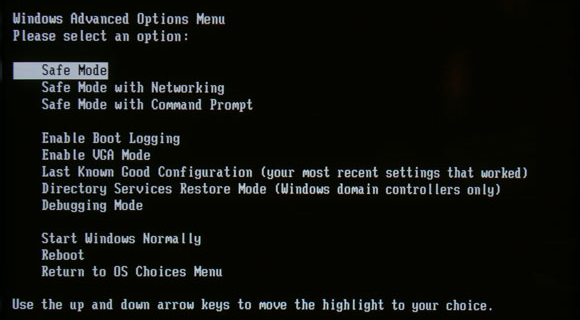 Windows Advanced Options Menu
Please select an option:
Safe Mode
Safe Mode with Networking
Safe Mode with Command Prompt
Enable Boot Logging
Enable VGA Mode
Last Known Good Configuration (your most recent settings that worked)
Directory Services Restore Mode (Windows domain controllers only)
Debugging Mode
Start Windows Normally
Reboot
Return to OS Choices Menu
Use the up and down arrow keys to move the highlight to your choice.